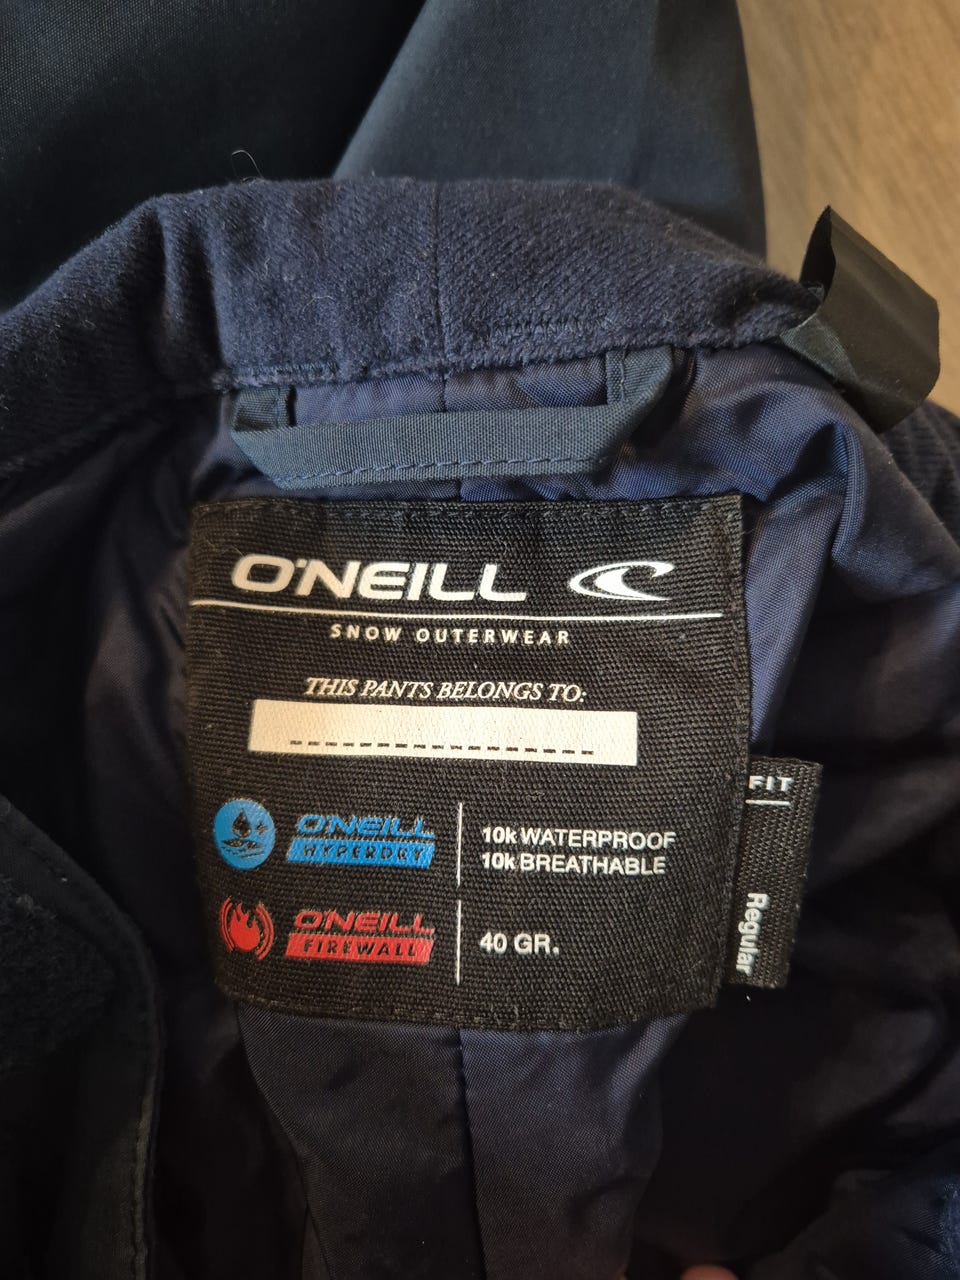 O'NEILL
SNOW OUTERWEAR
THIS PANTS BELONGS TO:
O'NEILL
HYPERDRY
10k WATERPROOF
10k BREATHABLE
O'NEILL
FIREWALL
40 GR.
FIT
Regular